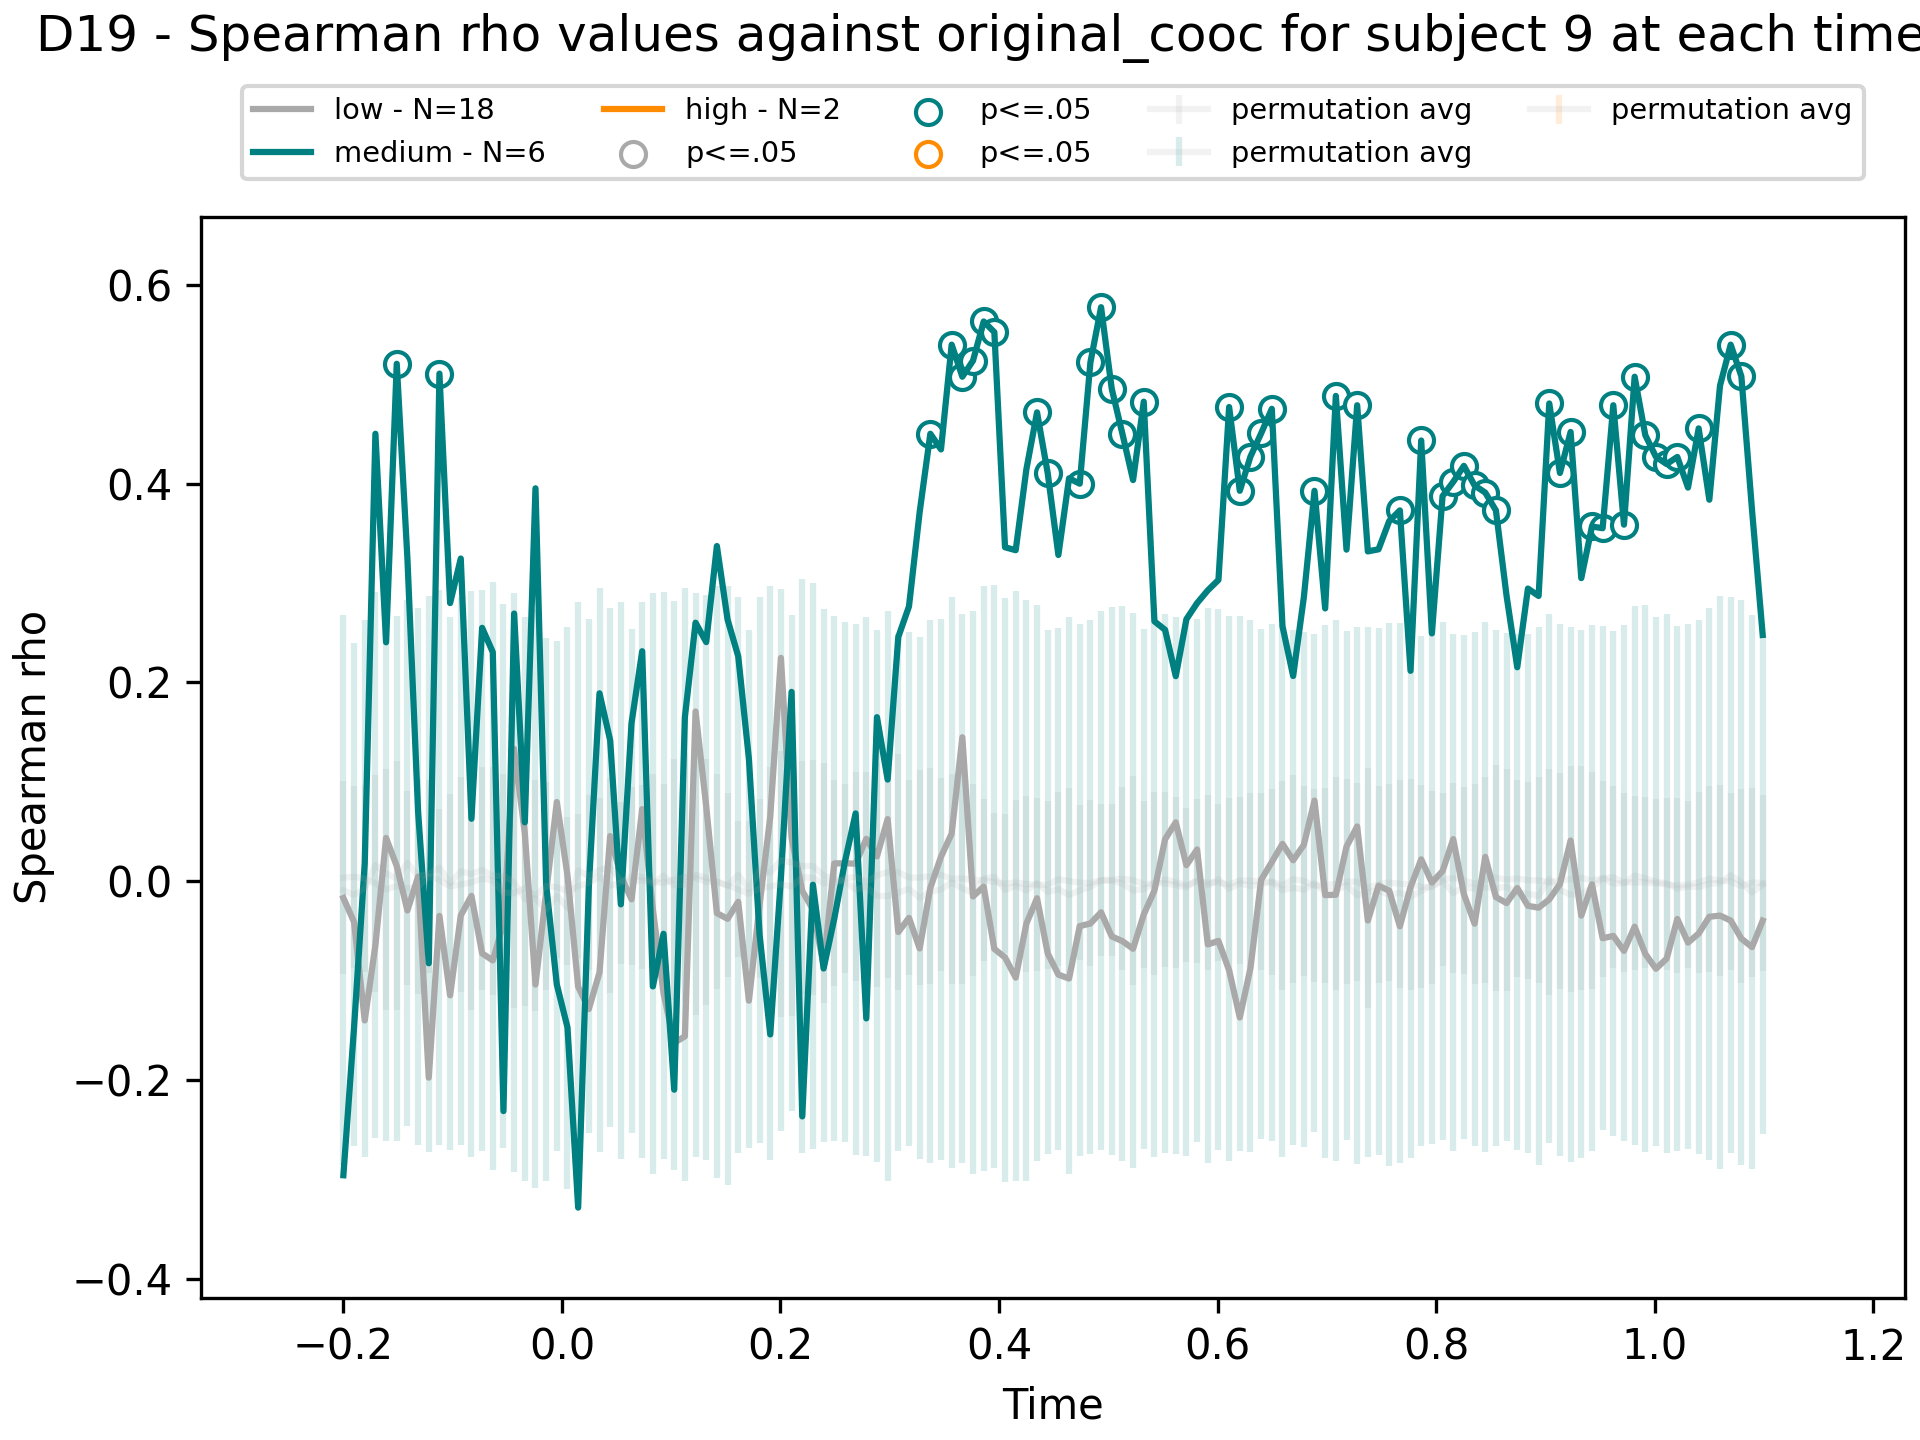 D19 - Spearman rho values against original_cooc for subject 9 at each time
low - N=18
medium - N=6
high - N=2
p<=.05
p<=.05
p<=.05
permutation avg
permutation avg
permutation avg
Spearman rho
0.6
0.4
0.2
0.0
−0.2
−0.4
−0.2 0.0 0.2 0.4 0.6 0.8 1.0 1.2
Time